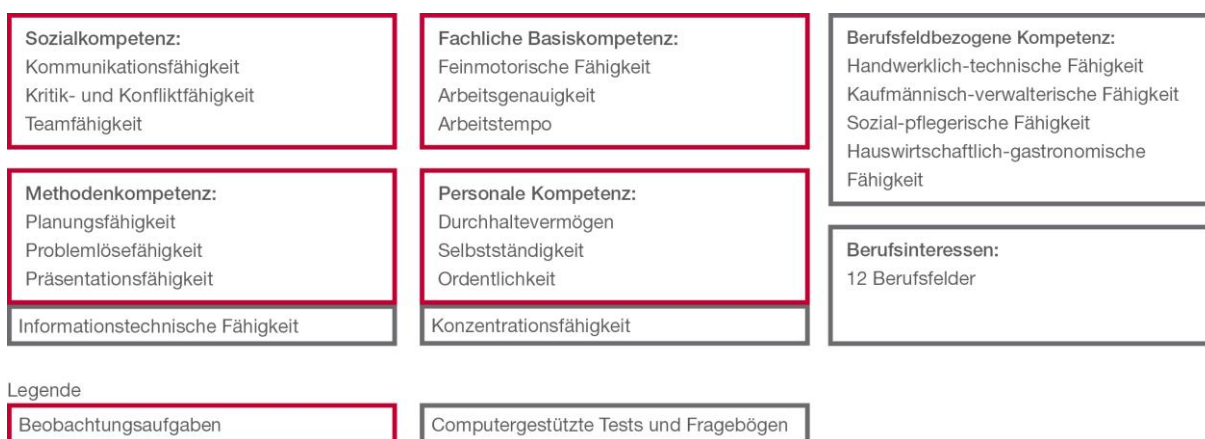 Sozialkompetenz:
Kommunikationsfähigkeit
Kritik- und Konfliktfähigkeit
Teamfähigkeit
Fachliche Basiskompetenz:
Feinmotorische Fähigkeit
Arbeitsgenauigkeit
Arbeitstempo
Berufsfeldbezogene Kompetenz:
Handwerklich-technische Fähigkeit
Kaufmännisch-verwalterische Fähigkeit
Sozial-pflegerische Fähigkeit
Hauswirtschaftlich-gastronomische
Fähigkeit
Methodenkompetenz:
Planungsfähigkeit
Problemlösefähigkeit
Präsentationsfähigkeit
Informationstechnische Fähigkeit
Personale Kompetenz:
Durchhaltevermögen
Selbstständigkeit
Ordentlichkeit
Konzentrationsfähigkeit
Berufsinteressen:
12 Berufsfelder
Legende
Beobachtungsaufgaben
Computergestützte Tests und Fragebögen